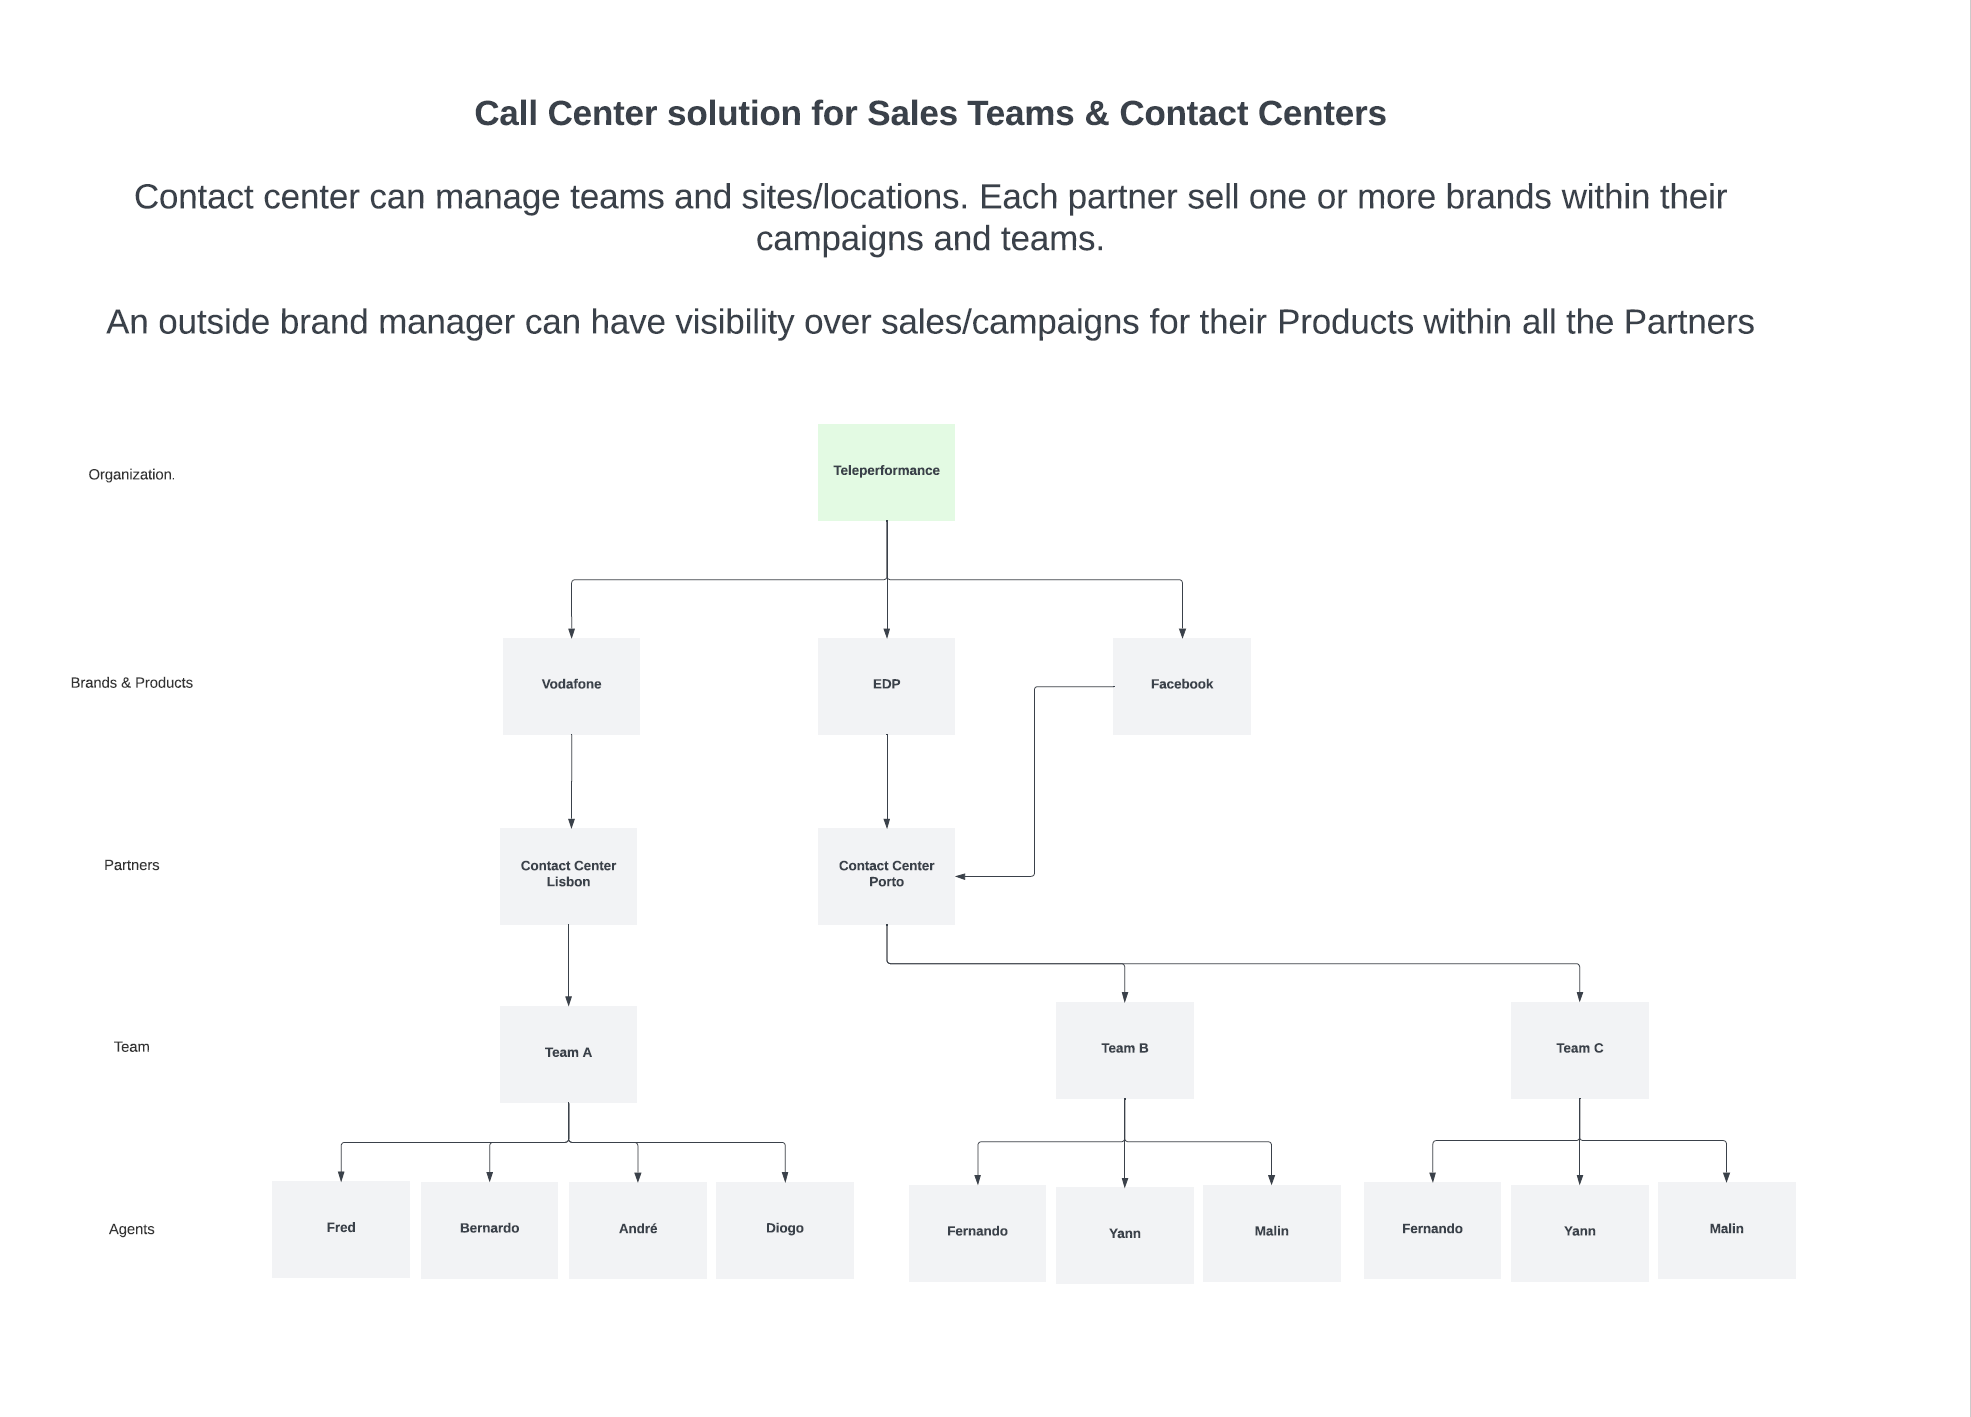 Call Center solution for Sales Teams & Contact Centers
Contact center can manage teams and sites/locations. Each partner sell one or more brands within their
campaigns and teams.
An outside brand manager can have visibility over sales/campaigns for their Products within all the Partners
Organization.
Teleperformance
Brands & Products
Vodafone
EDP
Facebook
Partners
Contact Center
Lisbon
Contact Center
Porto
Team
Team A
Team B
Team C
Agents
Fred
Bernardo
André
Diogo
Fernando
Yann
Malin
Fernando
Yann
Malin